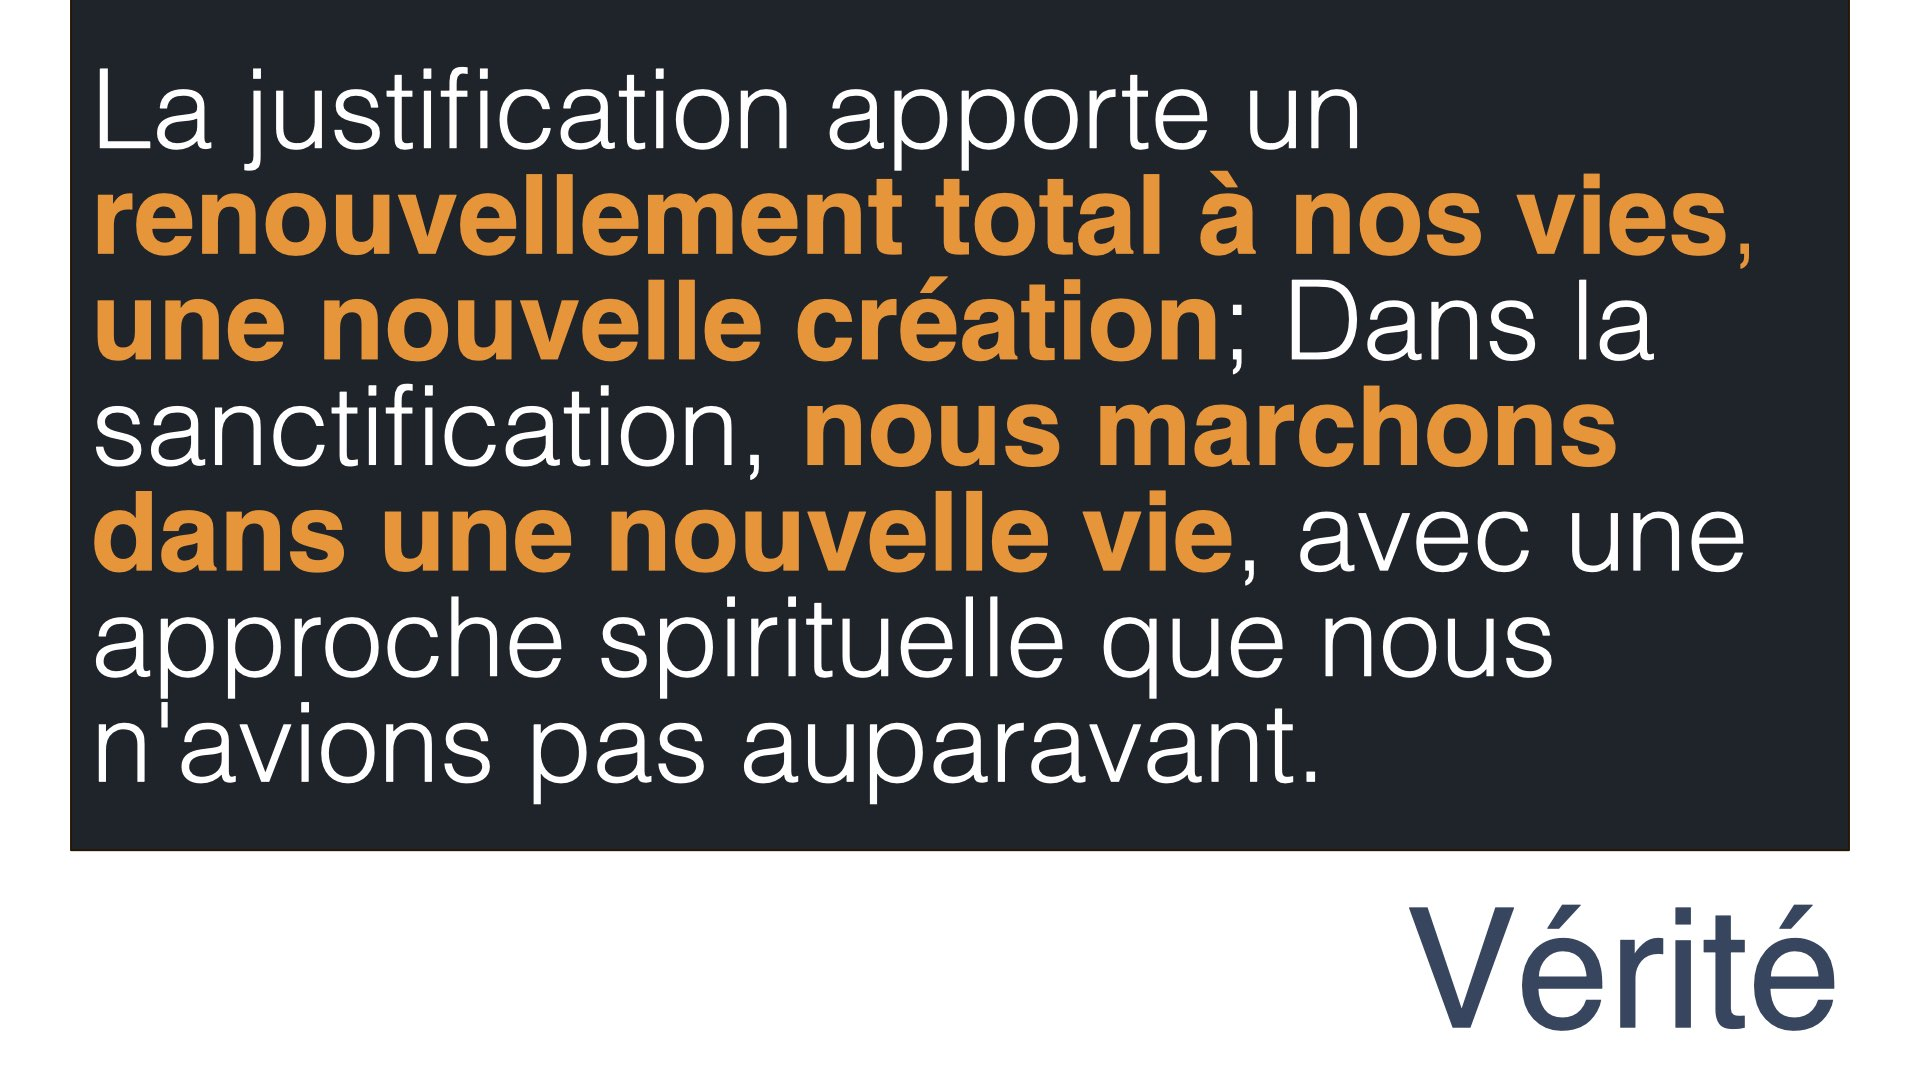 La justification apporte un
renouvellement total à nos vies,
une nouvelle création; Dans la
sanctification, nous marchons
dans une nouvelle vie, avec une
approche spirituelle que nous
n'avions pas auparavant.
Vérité